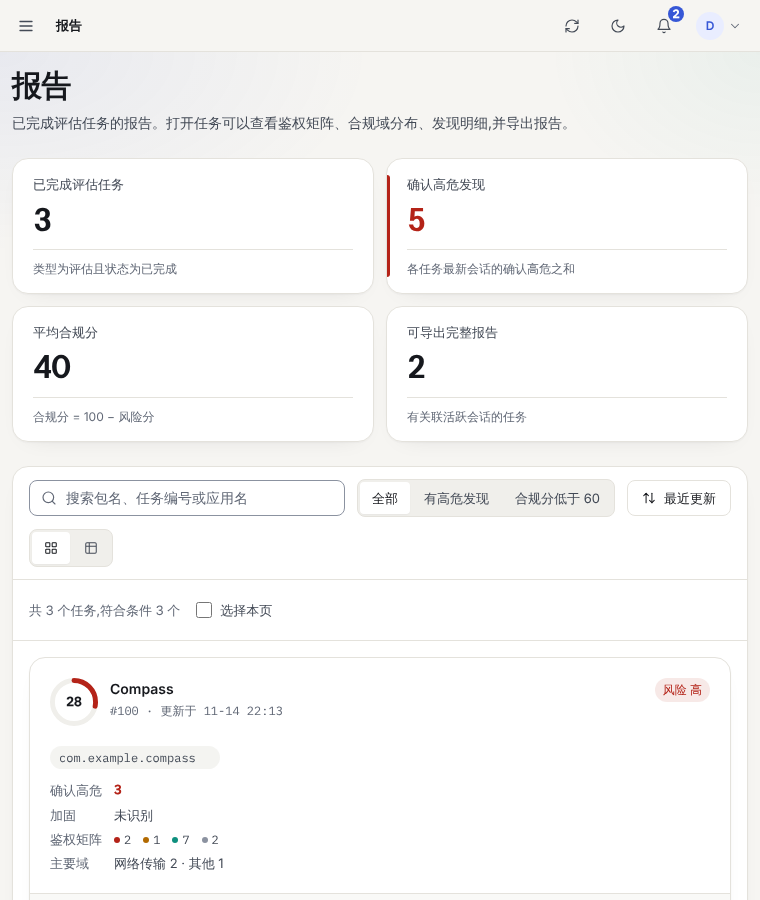 报告
2
D
报告
已完成评估任务的报告。打开任务可以查看鉴权矩阵、合规域分布、发现明细,并导出报告。
已完成评估任务
3
类型为评估且状态为已完成
确认高危发现
5
各任务最新会话的确认高危之和
平均合规分
40
合规分 = 100 − 风险分
可导出完整报告
2
有关联活跃会话的任务
搜索包名、任务编号或应用名
全部 有高危发现 合规分低于 60
最近更新
共 3 个任务,符合条件 3 个
选择本页
28
Compass
#100 · 更新于 11-14 22:13
风险 高
com.example.compass
确认高危 3
加固 未识别
鉴权矩阵 2 1 7 2
主要域 网络传输 2 · 其他 1